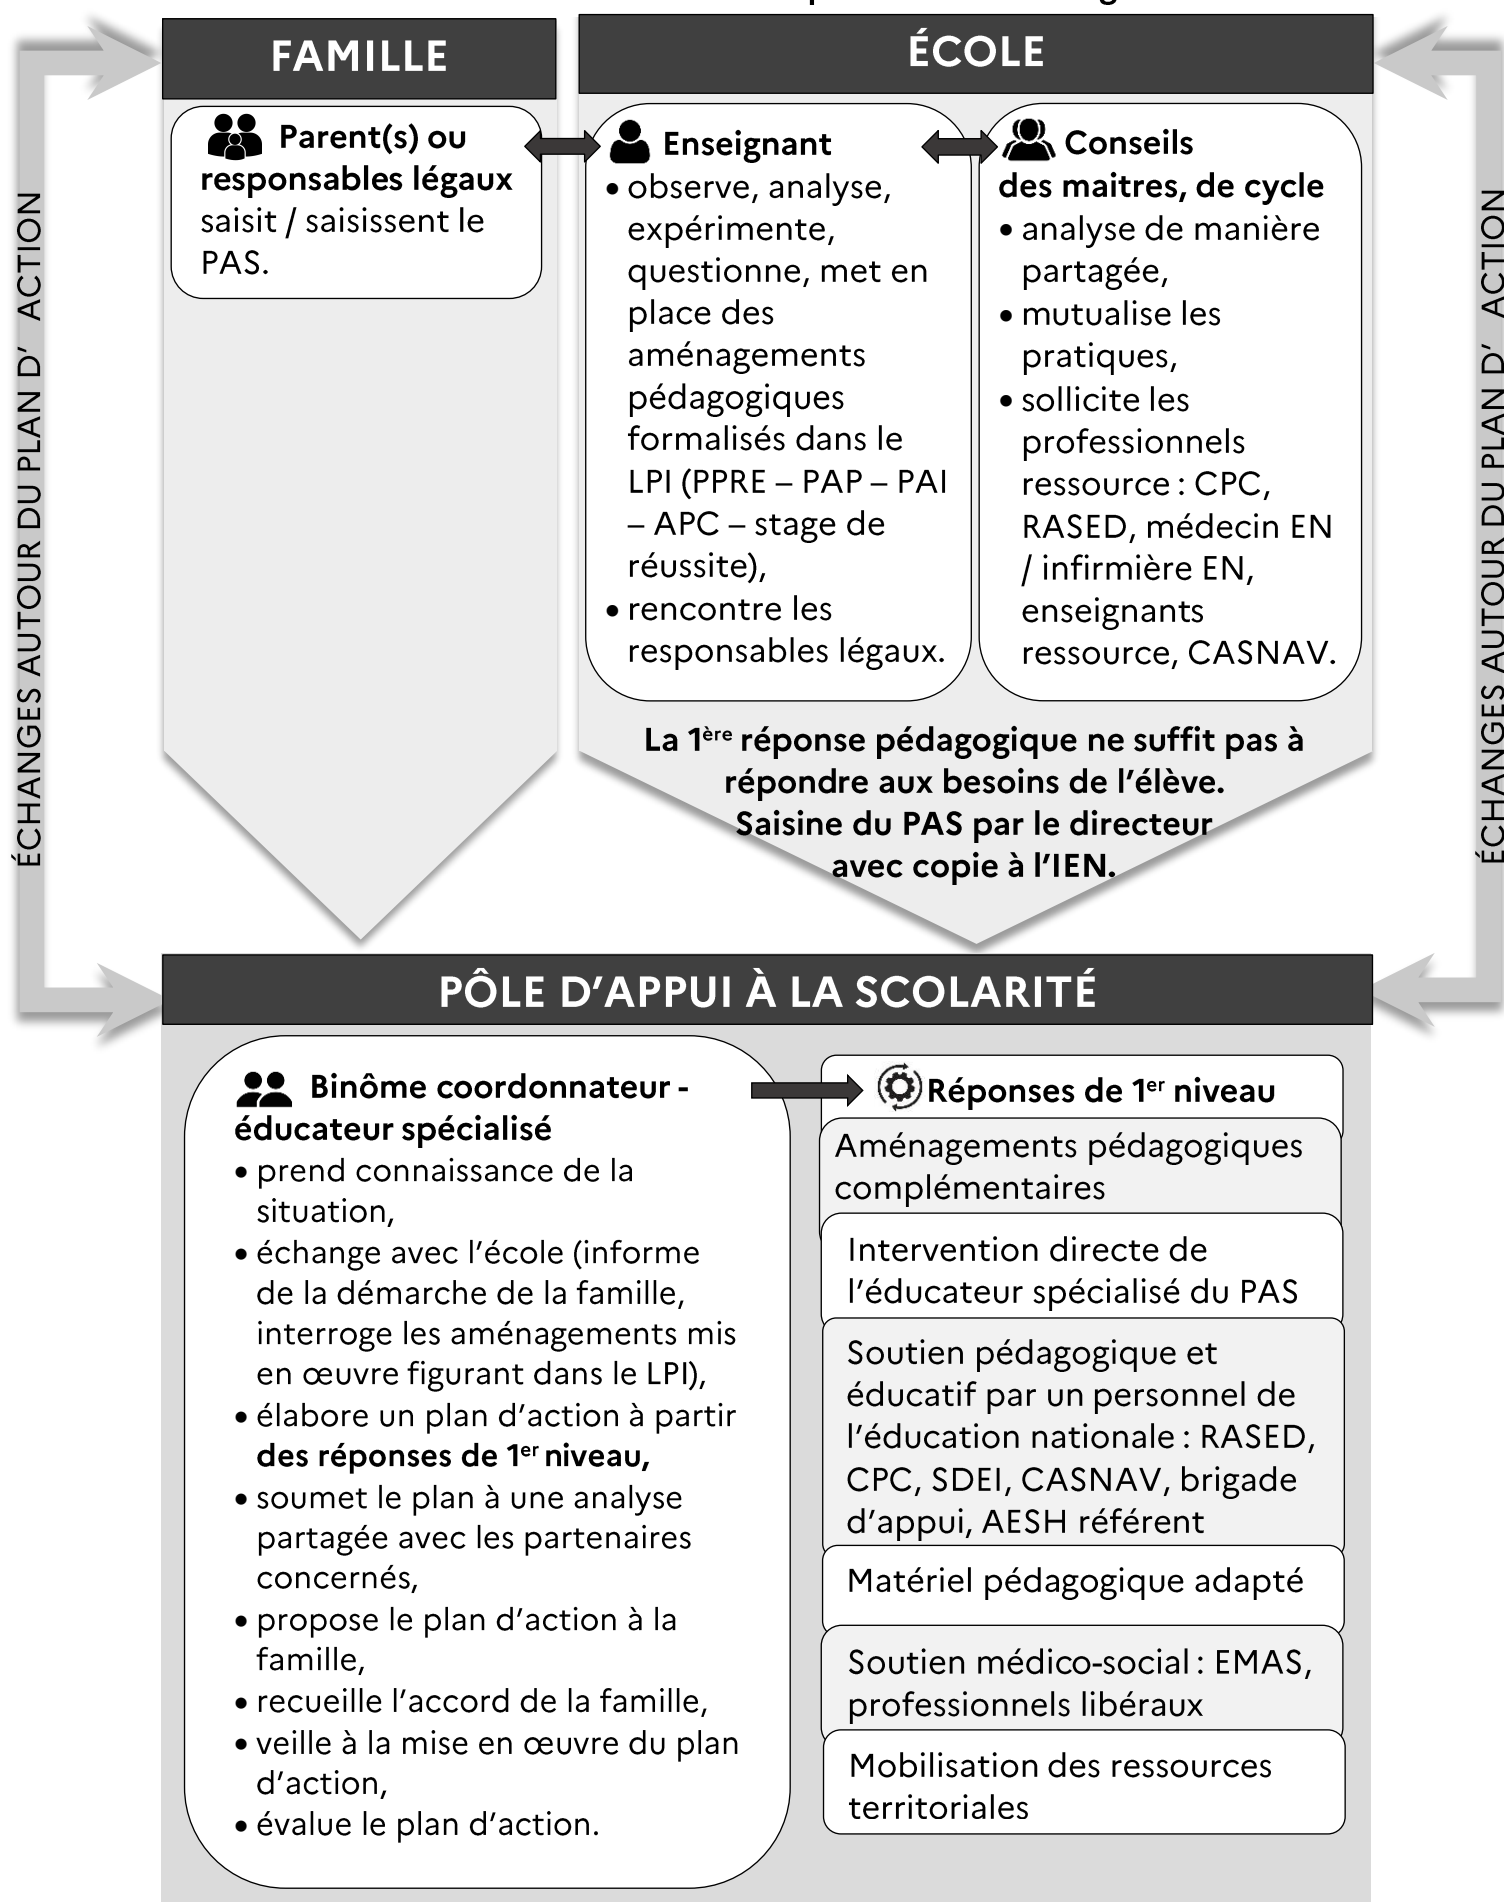 FAMILLE
Parent(s) ou
responsables légaux
saisit / saisissent le
PAS.
ÉCOLE
Enseignant
• observe, analyse,
expérimente,
questionne, met en
place des
aménagements
pédagogiques
formalisés dans le
LPI (PPRE – PAP – PAI
– APC – stage de
réussite),
• rencontre les
responsables légaux.
Conseils
des maitres, de cycle
• analyse de manière
partagée,
• mutualise les
pratiques,
• sollicite les
professionnels
ressource : CPC,
RASED, médecin EN
/ infirmière EN,
enseignants
ressource, CASNAV.
La 1ère réponse pédagogique ne suffit pas à
répondre aux besoins de l’élève.
Saisine du PAS par le directeur
avec copie à l’IEN.
ÉCHANGES AUTOUR DU PLAN D’ ACTION
ÉCHANGES AUTOUR DU PLAN D’ ACTION
PÔLE D’APPUI À LA SCOLARITÉ
Binôme coordonnateur -
éducateur spécialisé
• prend connaissance de la
situation,
• échange avec l’école (informe
de la démarche de la famille,
interroge les aménagements mis
en œuvre figurant dans le LPI),
• élabore un plan d’action à partir
des réponses de 1er niveau,
• soumet le plan à une analyse
partagée avec les partenaires
concernés,
• propose le plan d’action à la
famille,
• recueille l’accord de la famille,
• veille à la mise en œuvre du plan
d’action,
• évalue le plan d’action.
Réponses de 1er niveau
Aménagements pédagogiques
complémentaires
Intervention directe de
l’éducateur spécialisé du PAS
Soutien pédagogique et
éducatif par un personnel de
l’éducation nationale : RASED,
CPC, SDEI, CASNAV, brigade
d’appui, AESH référent
Matériel pédagogique adapté
Soutien médico-social : EMAS,
professionnels libéraux
Mobilisation des ressources
territoriales